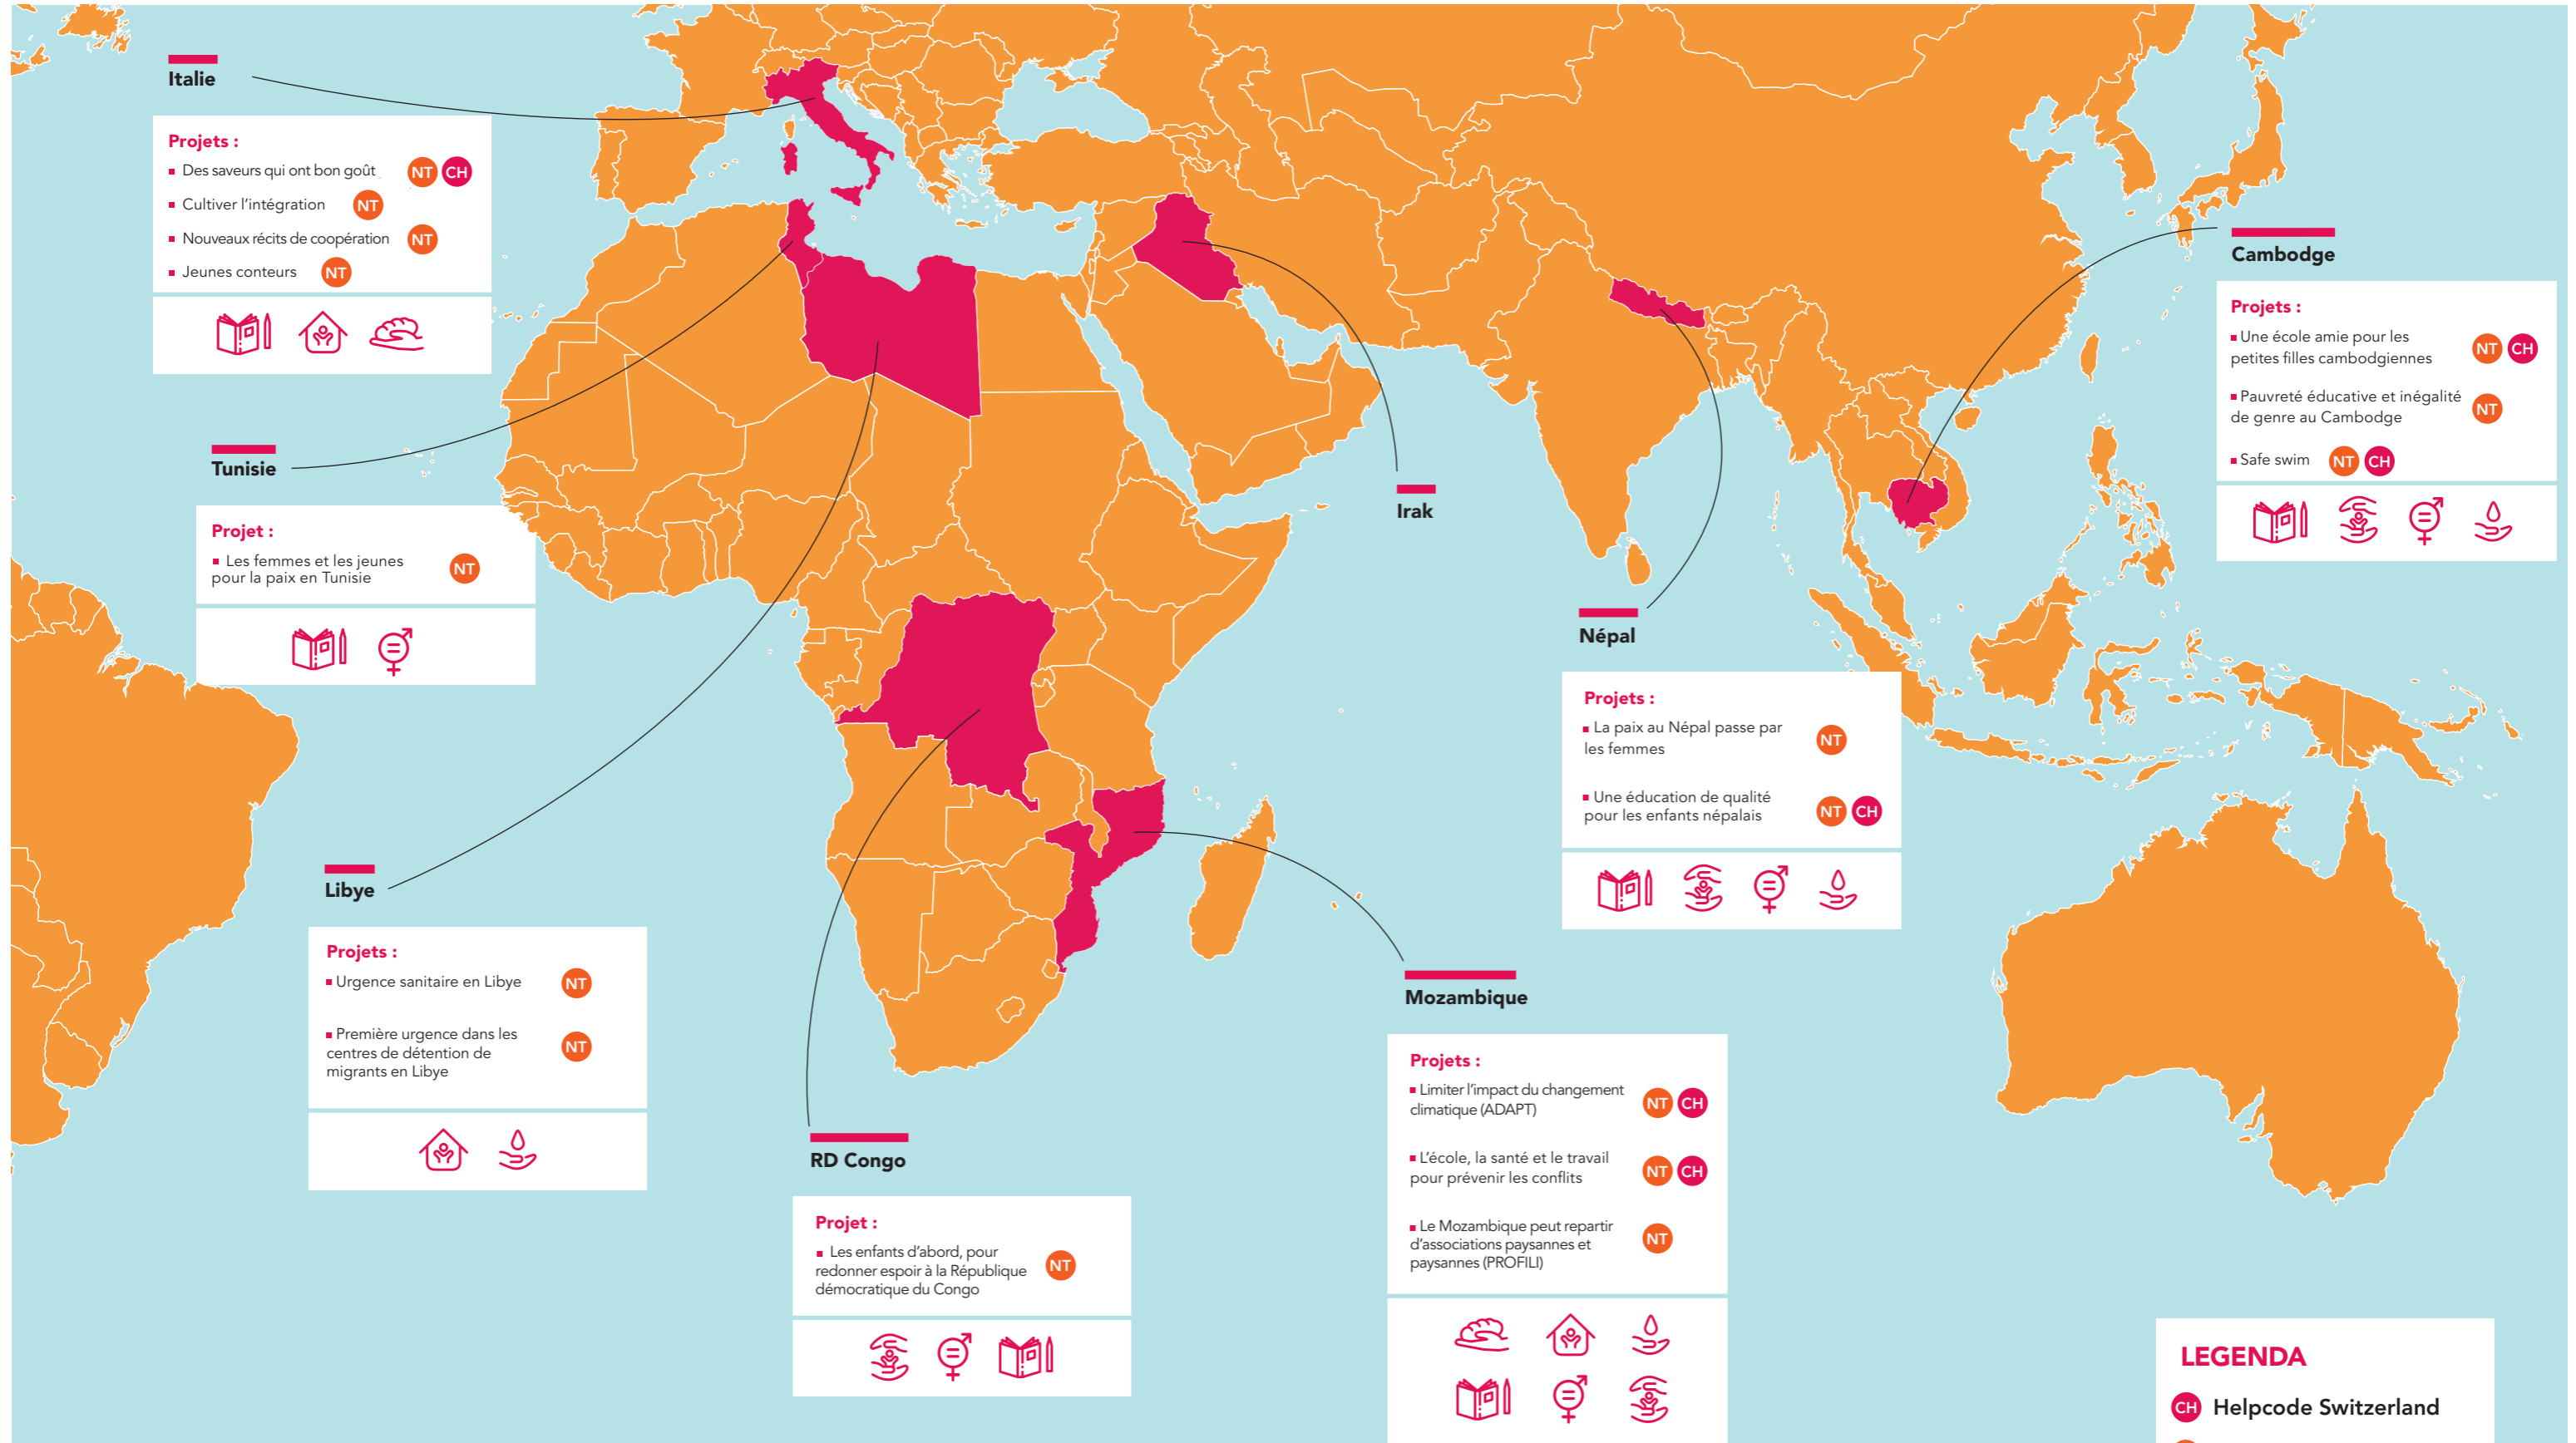 Italie
Projets :
Des saveurs qui ont bon goût NT CH
Cultiver l'intégration NT
Nouveaux récits de coopération NT
Jeunes conteurs NT
Tunisie
Projet :
Les femmes et les jeunes
pour la paix en Tunisie
NT
Libye
Projets :
Urgence sanitaire en Libye NT
Première urgence dans les
centres de détention de
migrants en Libye
NT
RD Congo
Projet :
Les enfants d'abord, pour
redonner espoir à la République
démocratique du Congo
NT
Irak
Mozambique
Projets :
Limiter l'impact du changement
climatique (ADAPT)
NT CH
L'école, la santé et le travail
pour prévenir les conflits
NT CH
Le Mozambique peut repartir
d'associations paysannes et
paysannes (PROFILI)
NT
Népal
Projets :
La paix au Népal passe par
les femmes
NT
Une éducation de qualité
pour les enfants népalais
NT CH
Cambodge
Projets :
Une école amie pour les
petites filles cambodgiennes
NT CH
Pauvreté éducative et inégalité
de genre au Cambodge
NT
Safe swim NT CH
LEGENDA
CH Helpcode Switzerland